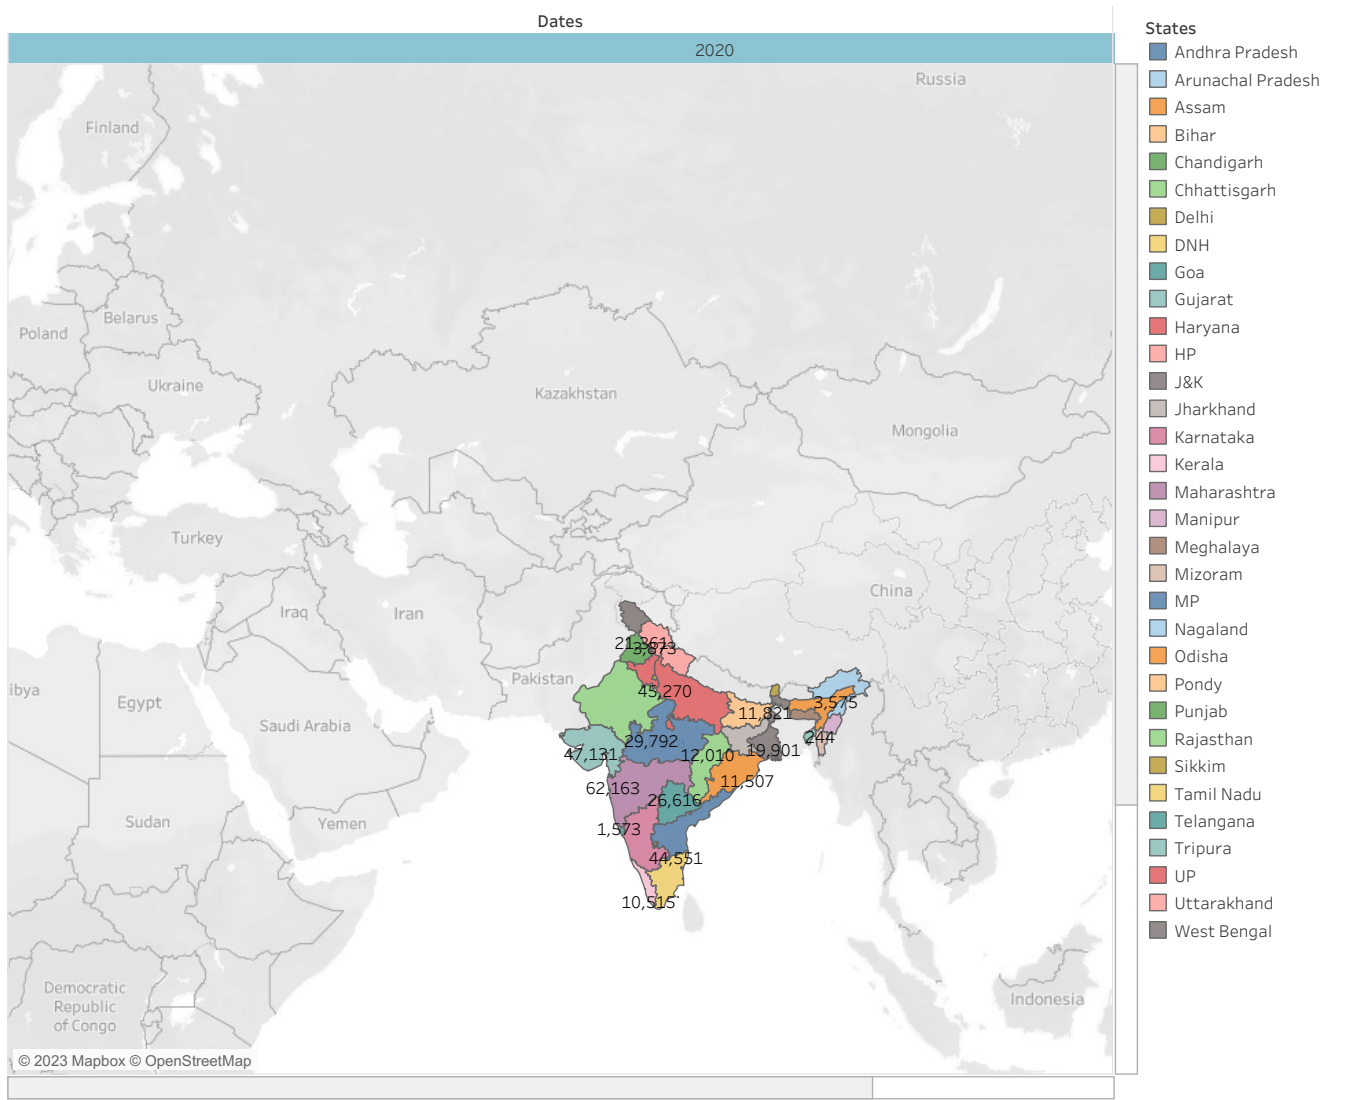 Dates
2020
States
Andhra Pradesh
Arunachal Pradesh
Assam
Bihar
Chandigarh
Chhattisgarh
Delhi
DNH
Goa
Gujarat
Haryana
HP
J&K
Jharkhand
Karnataka
Kerala
Maharashtra
Manipur
Meghalaya
Mizoram
MP
Nagaland
Odisha
Pondy
Punjab
Rajasthan
Sikkim
Tamil Nadu
Telangana
Tripura
UP
Uttarakhand
West Bengal
Russia
Finland
Belarus
Poland
Ukraine
Kazakhstan
Mongolia
Turkey
China
Iraq
Iran
Pakistan
ibya
Egypt
Saudi Arabia
Sudan
Yemen
Democratic
Republic
of Congo
Indonesia
21,361
3,873
45,270
3,575
11,821
244
29,792
47,131
12,010
19,901
11,507
62,163
26,616
1,573
44,551
10,515
© 2023 Mapbox © OpenStreetMap